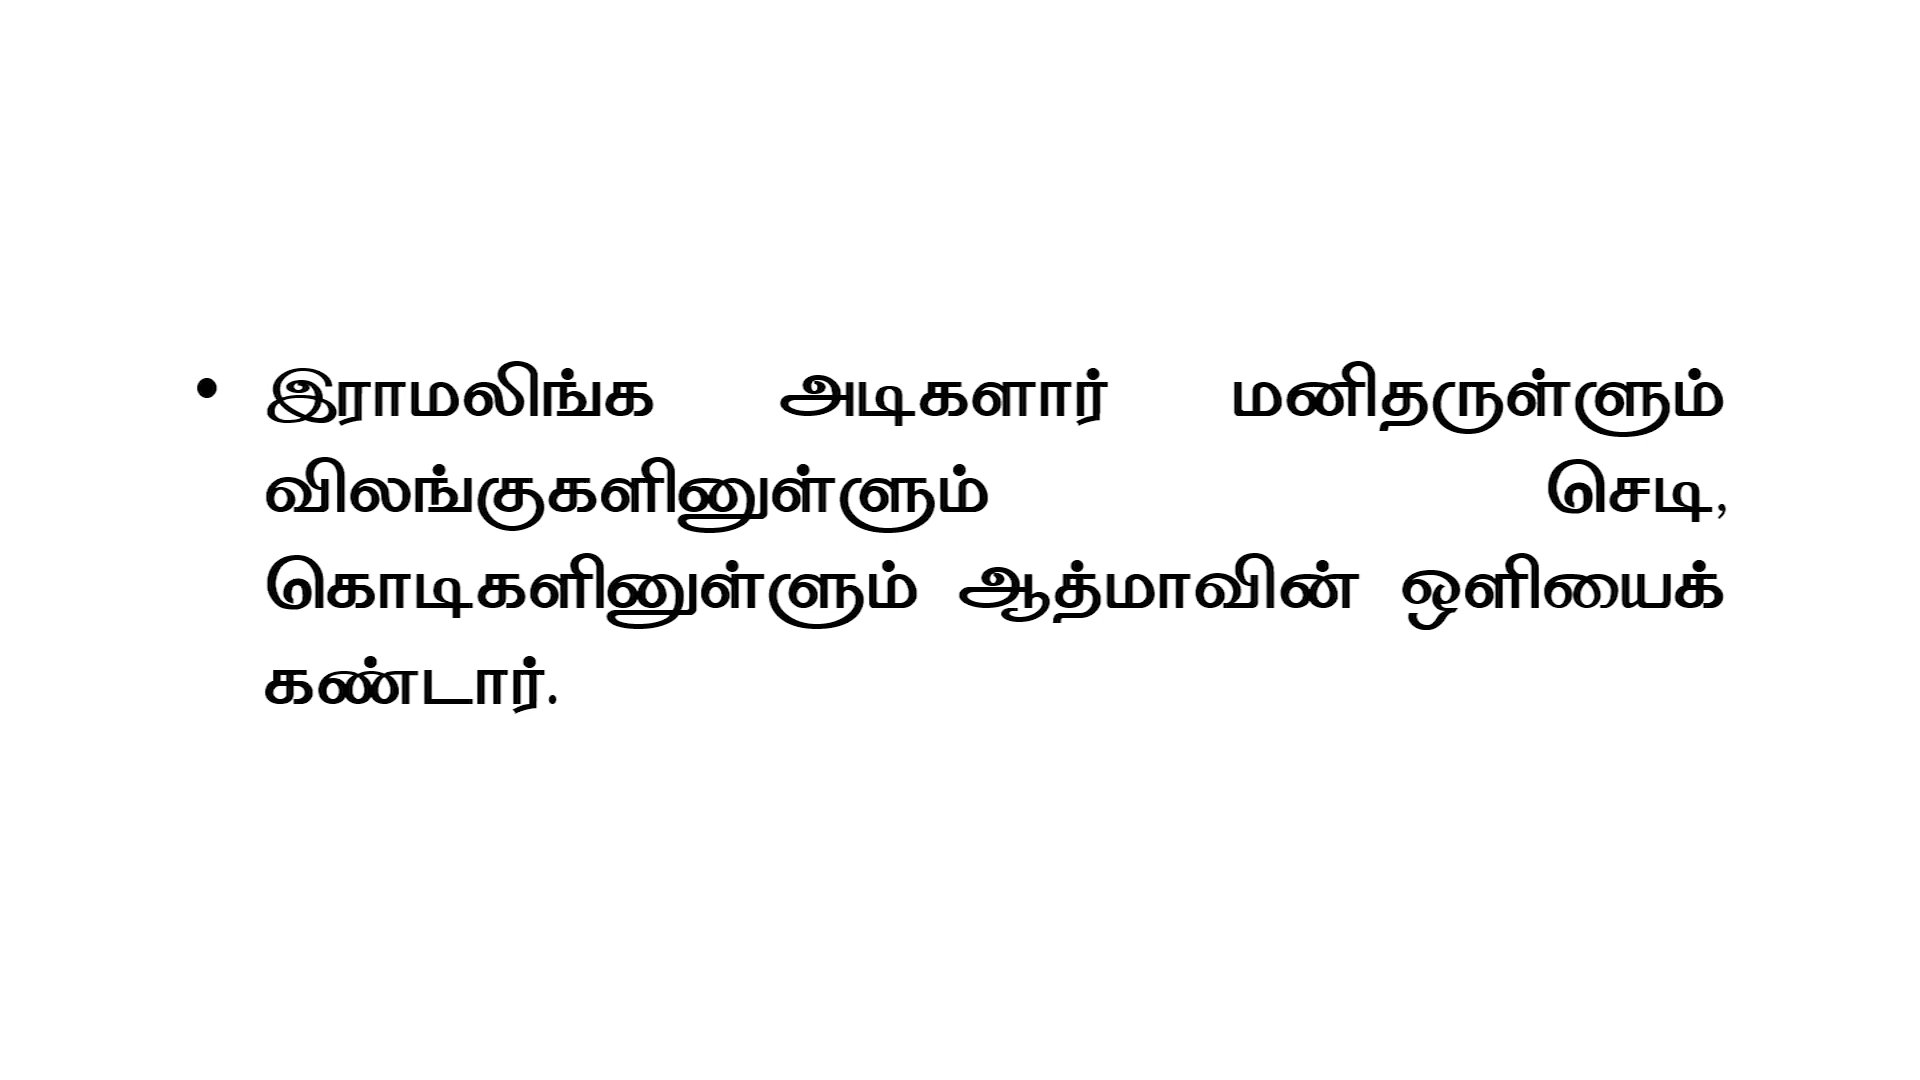 • இராமலிங்க அடிகளார் மனிதருள்ளும்
விலங்குகளினுள்ளும் செடி,
கொடிகளினுள்ளும் ஆத்மாவின் ஒளியைக்
கண்டார்.